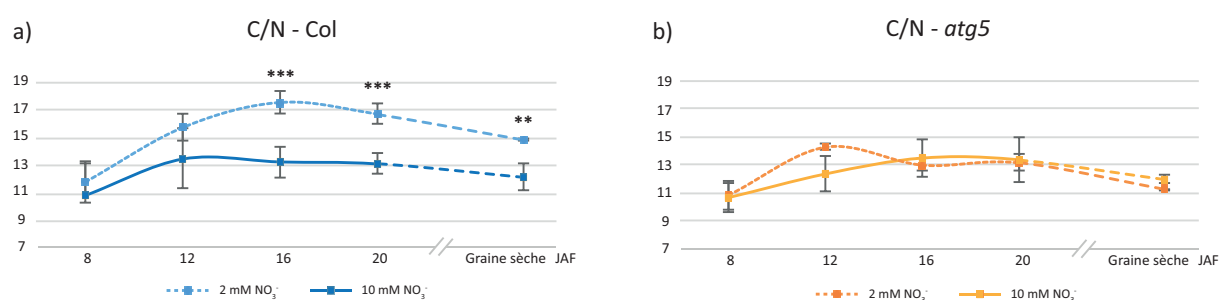 a)
C/N - Col
19
17
15
13
11
9
7
***
***
**
8 12 16 20 Graine sèche JAF
2 mM NO₃⁻ 10 mM NO₃⁻
b)
C/N - atg5
19
17
15
13
11
9
7
8 12 16 20 Graine sèche JAF
2 mM NO₃⁻ 10 mM NO₃⁻